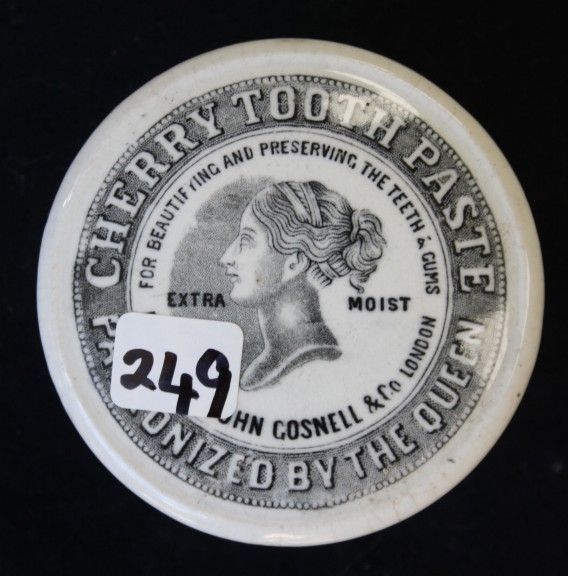 CHERRY TOOTH PASTE
FOR BEAUTIFYING AND PRESERVING THE TEETH & GUMS
EXTRA MOIST
OHN GOSNELL & Co LONDON
249
P ONIZED BY THE QUEEN